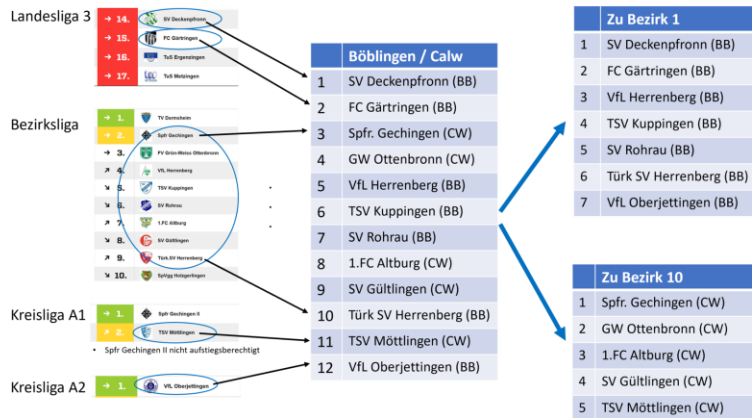 Landesliga 3
→ 14. SV Deckenpfronn
→ 15. FC Gärtringen
→ 16. TuS Ergenzingen
→ 17. TuS Metzingen
Bezirksliga
→ 1. TV Darmsheim
→ 2. Spfr Gechingen
→ 3. FV Grün-Weiss Ottenbronn
↗ 4. VfL Herrenberg
↘ 5. TSV Kuppingen
↘ 6. SV Rohrau
↗ 7. 1.FC Altburg
↘ 8. SV Gültlingen
↗ 9. Türk.SV Herrenberg
↘ 10. SpVgg Holzgerlingen
Kreisliga A1
→ 1. Spfr Gechingen II
↗ 2. TSV Möttlingen
• Spfr Gechingen II nicht aufstiegsberechtigt
Kreisliga A2
→ 1. VfL Oberjettingen
Böblingen / Calw
1 SV Deckenpfronn (BB)
2 FC Gärtringen (BB)
3 Spfr. Gechingen (CW)
4 GW Ottenbronn (CW)
5 VfL Herrenberg (BB)
6 TSV Kuppingen (BB)
7 SV Rohrau (BB)
8 1.FC Altburg (CW)
9 SV Gültlingen (CW)
10 Türk SV Herrenberg (BB)
11 TSV Möttlingen (CW)
12 VfL Oberjettingen (BB)
Zu Bezirk 1
1 SV Deckenpfronn (BB)
2 FC Gärtringen (BB)
3 VfL Herrenberg (BB)
4 TSV Kuppingen (BB)
5 SV Rohrau (BB)
6 Türk SV Herrenberg (BB)
7 VfL Oberjettingen (BB)
Zu Bezirk 10
1 Spfr. Gechingen (CW)
2 GW Ottenbronn (CW)
3 1.FC Altburg (CW)
4 SV Gültlingen (CW)
5 TSV Möttlingen (CW)